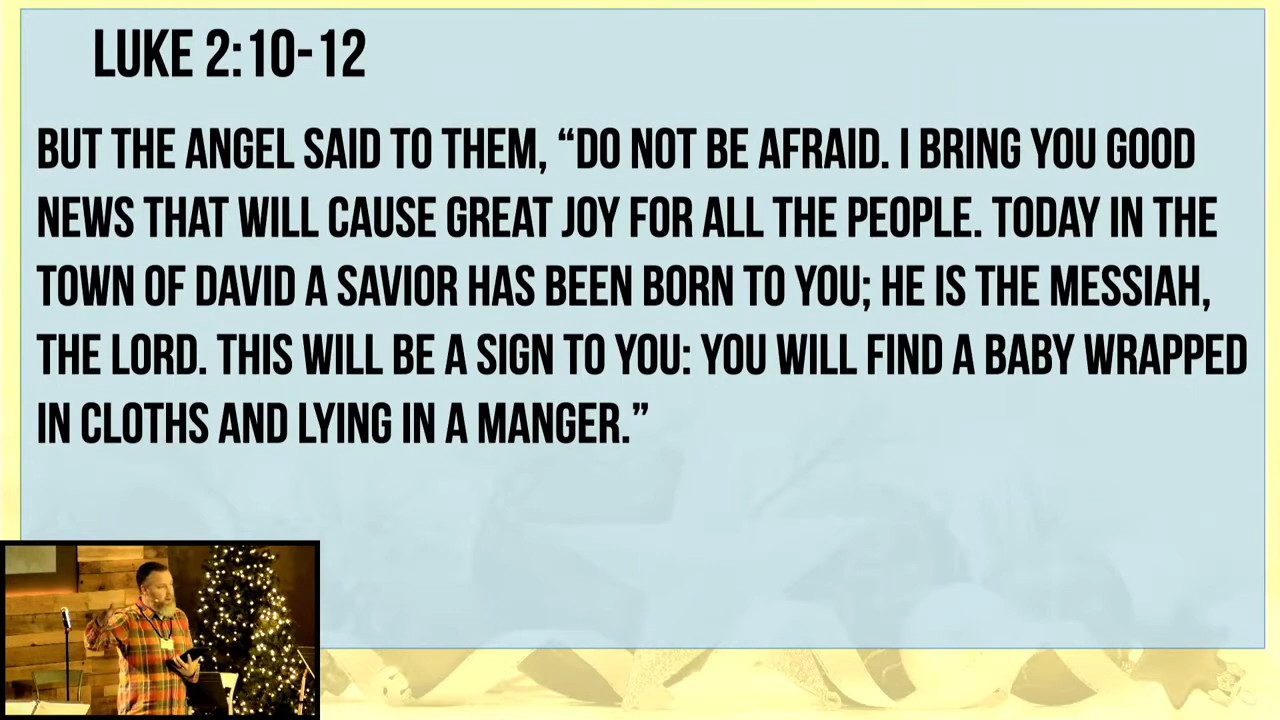 LUKE 2:10-12
BUT THE ANGEL SAID TO THEM, “DO NOT BE AFRAID. I BRING YOU GOOD
NEWS THAT WILL CAUSE GREAT JOY FOR ALL THE PEOPLE. TODAY IN THE
TOWN OF DAVID A SAVIOR HAS BEEN BORN TO YOU; HE IS THE MESSIAH,
THE LORD. THIS WILL BE A SIGN TO YOU: YOU WILL FIND A BABY WRAPPED
IN CLOTHS AND LYING IN A MANGER.”